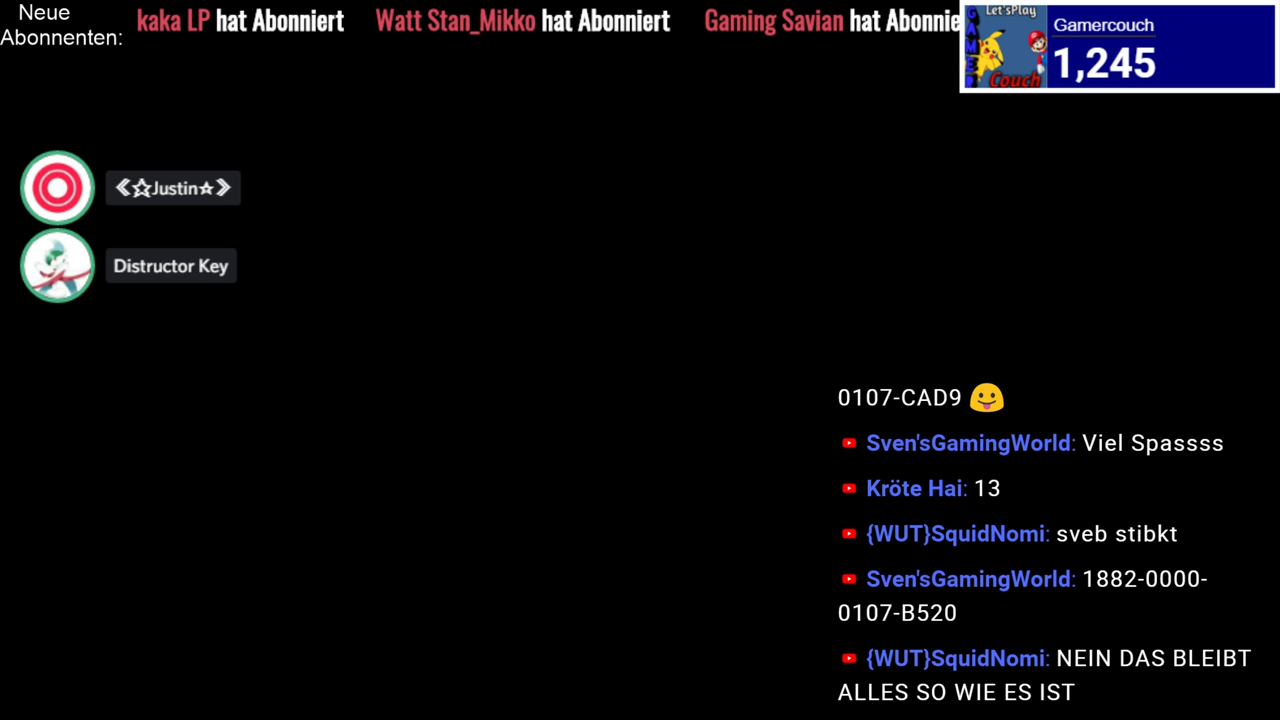 Neue
Abonnenten:
kaka LP hat Abonniert Watt Stan_Mikko hat Abonniert Gaming Savian hat Abonnie
Let'sPlay
GAMER
Couch
Gamercouch
1,245
《☆Justin☆》
Distructor Key
0107-CAD9 😛
Sven'sGamingWorld: Viel Spassss
Kröte Hai: 13
{WUT}SquidNomi: sveb stibkt
Sven'sGamingWorld: 1882-0000-
0107-B520
{WUT}SquidNomi: NEIN DAS BLEIBT
ALLES SO WIE ES IST